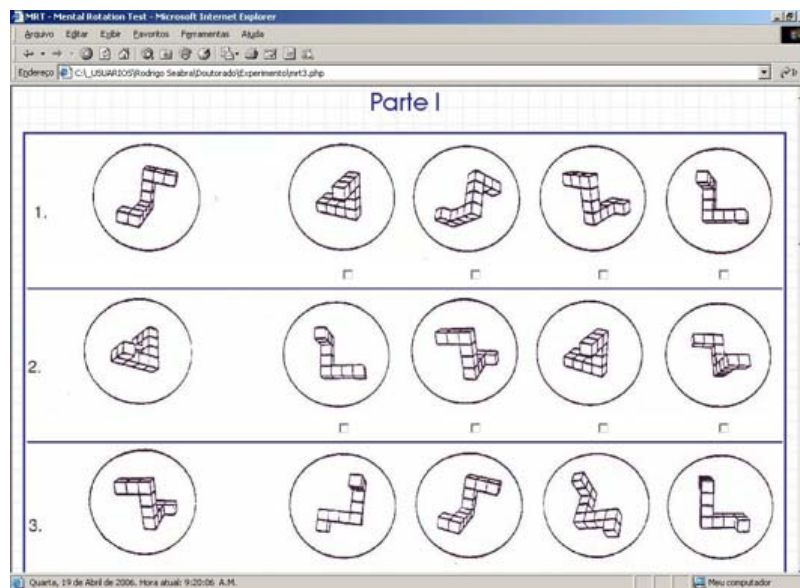 MRT - Mental Rotation Test - Microsoft Internet Explorer
Arquivo Editar Exibir Favoritos Ferramentas Ajuda
Endereço C:\_USUARIOS\Rodrigo Seabra\Doutorado\Experimento\mrt3.php
Parte I
1.
2.
3.
Quarta, 19 de Abril de 2006. Hora atual: 9:20:06 A.M.
Meu computador